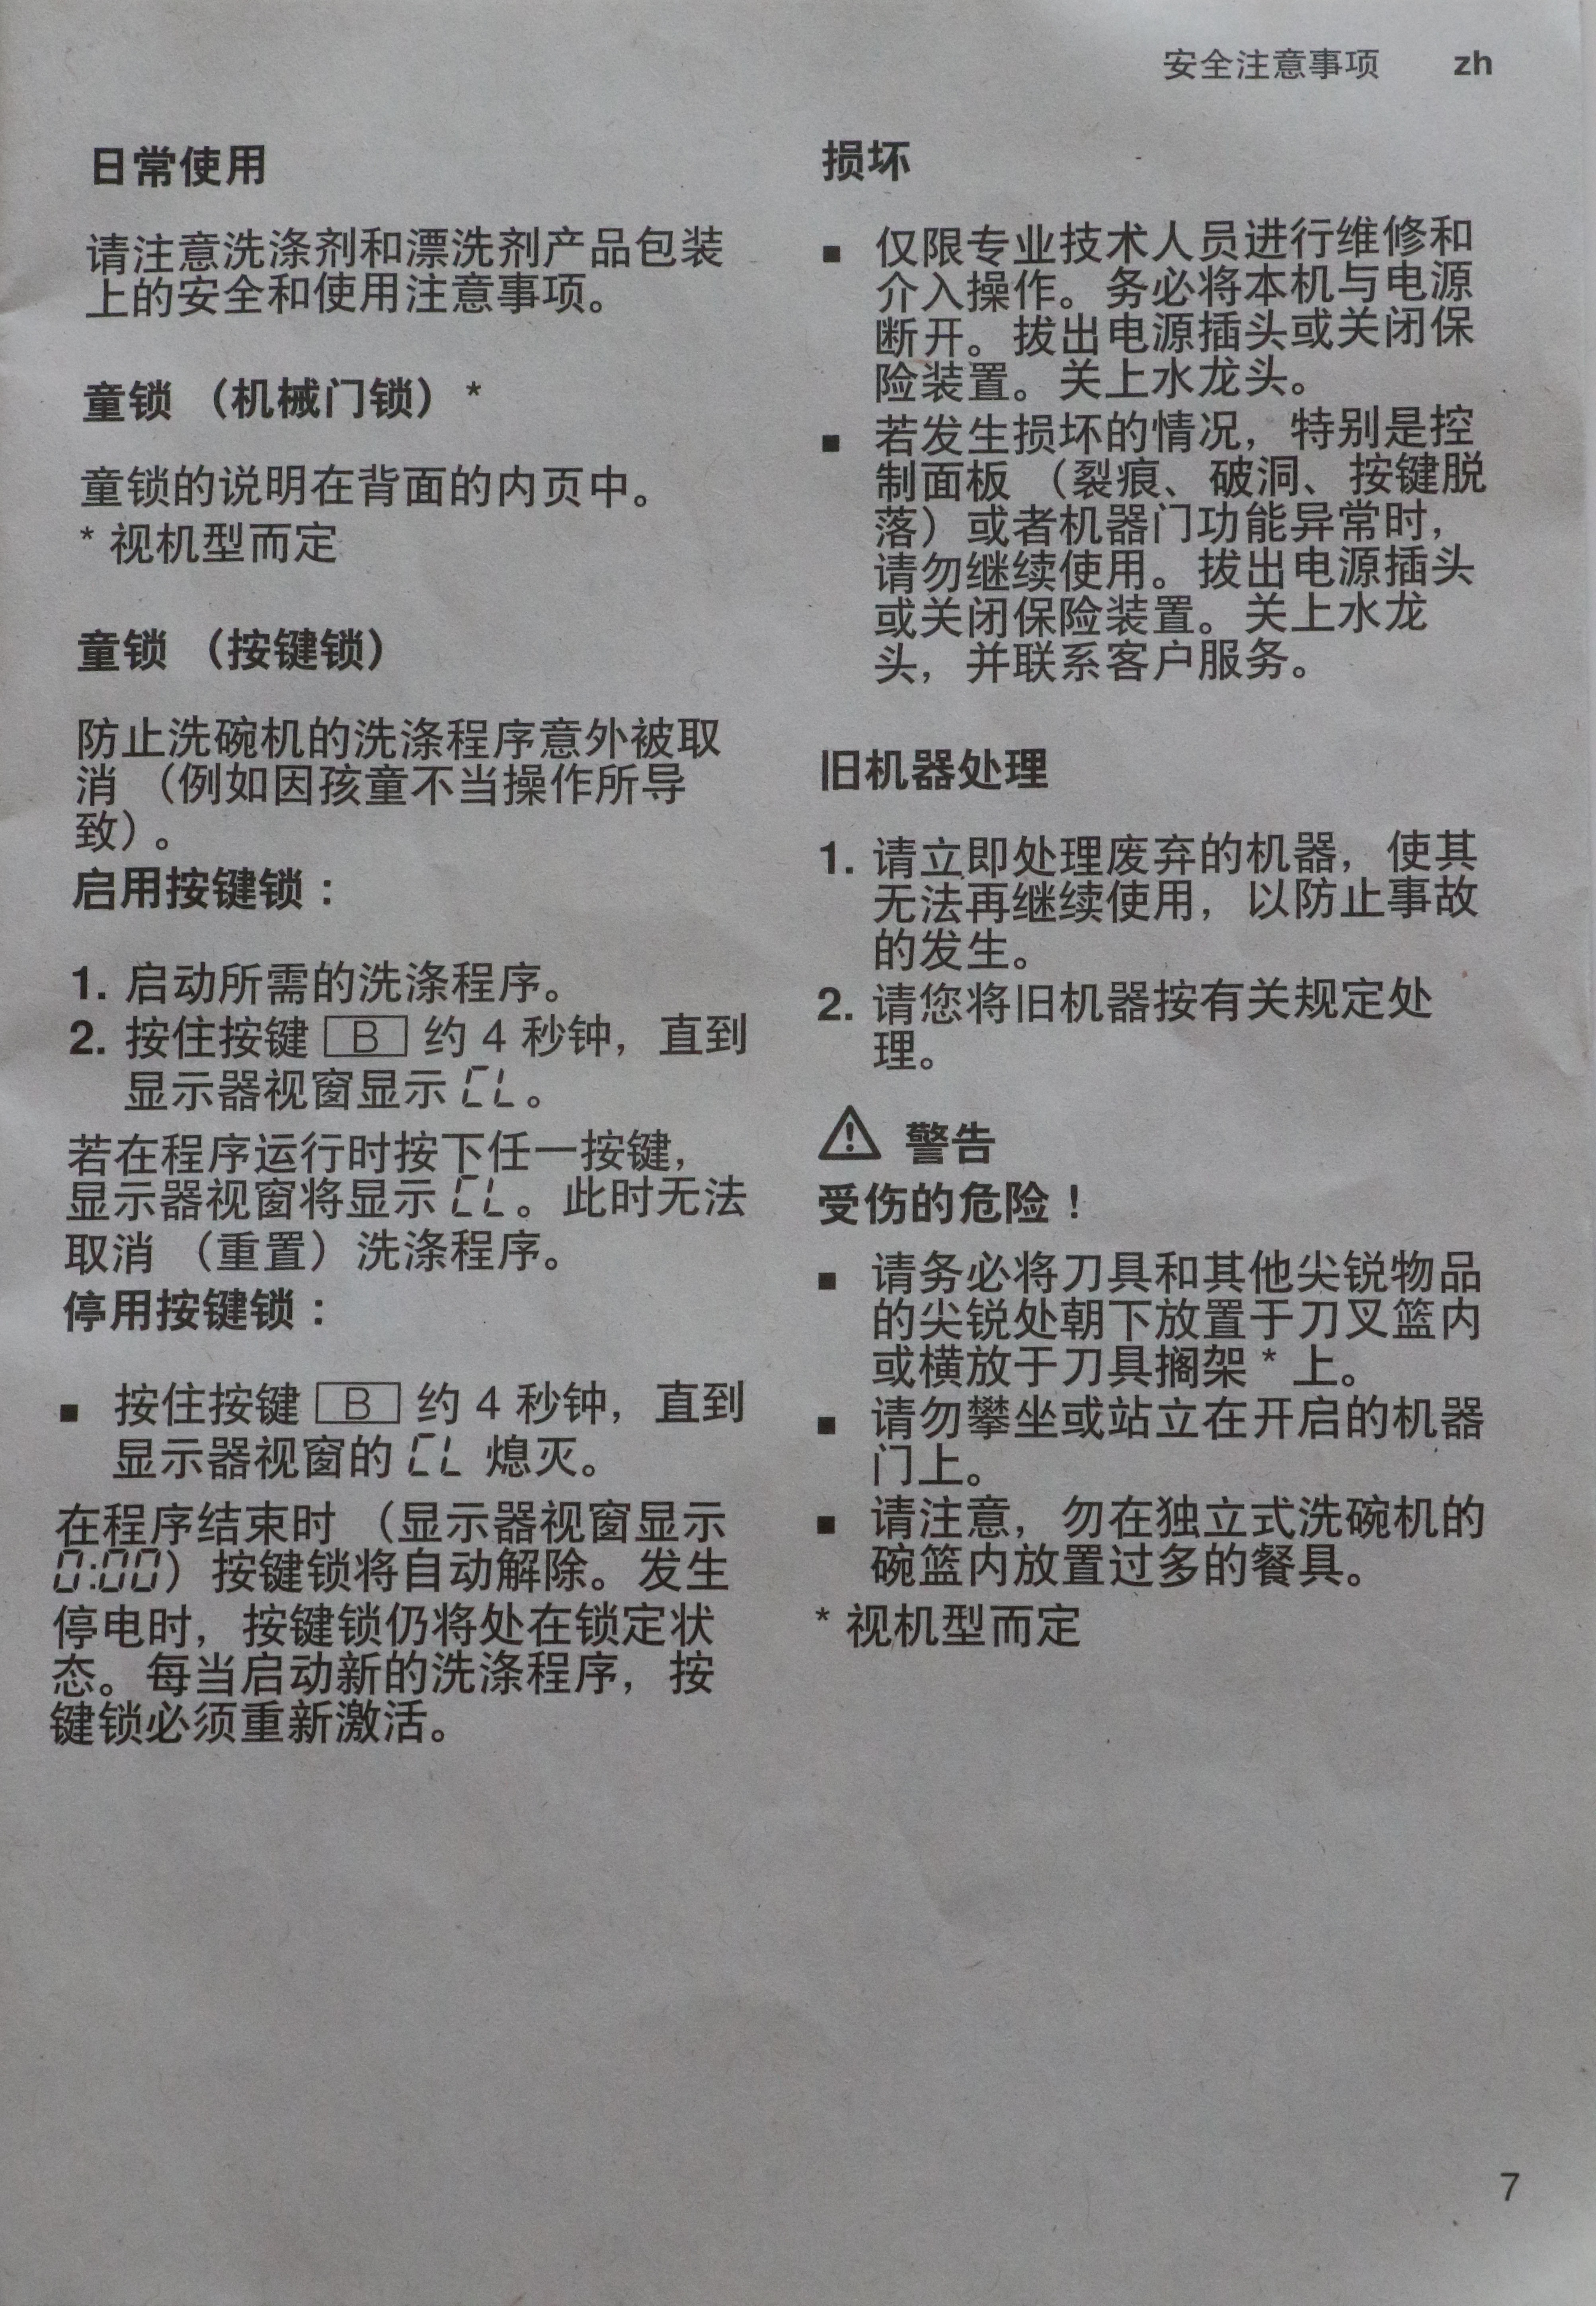 安全注意事项 zh
日常使用
请注意洗涤剂和漂洗剂产品包装
上的安全和使用注意事项。
童锁 （机械门锁）*
童锁的说明在背面的内页中。
* 视机型而定
童锁 （按键锁）
防止洗碗机的洗涤程序意外被取
消 （例如因孩童不当操作所导
致）。
启用按键锁：
1. 启动所需的洗涤程序。
2. 按住按键 B 约 4 秒钟，直到
显示器视窗显示 CL。
若在程序运行时按下任一按键，
显示器视窗将显示 CL。此时无法
取消 （重置）洗涤程序。
停用按键锁：
■ 按住按键 B 约 4 秒钟，直到
显示器视窗的 CL 熄灭。
在程序结束时 （显示器视窗显示
0:00）按键锁将自动解除。发生
停电时，按键锁仍将处在锁定状
态。每当启动新的洗涤程序，按
键锁必须重新激活。
损坏
■ 仅限专业技术人员进行维修和
介入操作。务必将本机与电源
断开。拔出电源插头或关闭保
险装置。关上水龙头。
■ 若发生损坏的情况，特别是控
制面板 （裂痕、破洞、按键脱
落）或者机器门功能异常时，
请勿继续使用。拔出电源插头
或关闭保险装置。关上水龙
头，并联系客户服务。
旧机器处理
1. 请立即处理废弃的机器，使其
无法再继续使用，以防止事故
的发生。
2. 请您将旧机器按有关规定处
理。
警告
受伤的危险！
■ 请务必将刀具和其他尖锐物品
的尖锐处朝下放置于刀叉篮内
或横放于刀具搁架 * 上。
■ 请勿攀坐或站立在开启的机器
门上。
■ 请注意，勿在独立式洗碗机的
碗篮内放置过多的餐具。
* 视机型而定
7